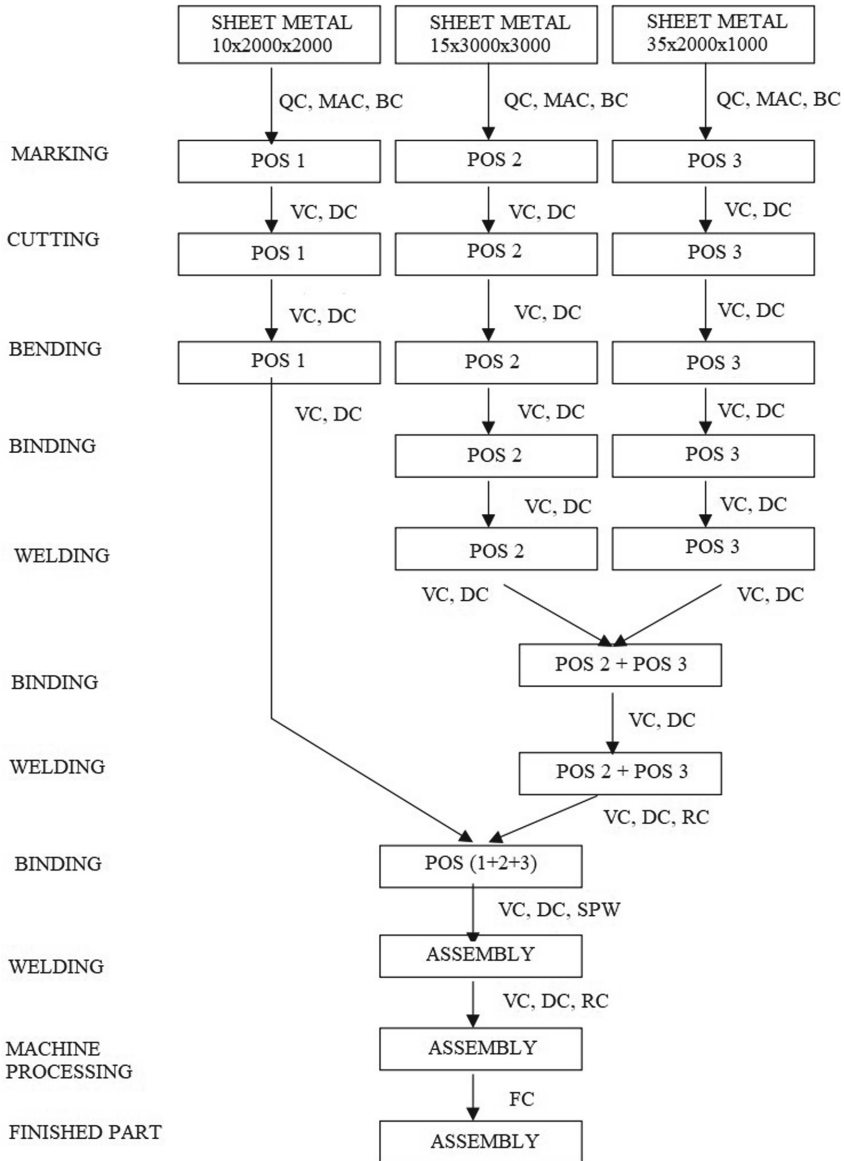 SHEET METAL
10x2000x2000
SHEET METAL
15x3000x3000
SHEET METAL
35x2000x1000
QC, MAC, BC
QC, MAC, BC
QC, MAC, BC
MARKING
POS 1
POS 2
POS 3
VC, DC
VC, DC
VC, DC
CUTTING
POS 1
POS 2
POS 3
VC, DC
VC, DC
VC, DC
BENDING
POS 1
POS 2
POS 3
VC, DC
VC, DC
VC, DC
BINDING
POS 2
POS 3
VC, DC
VC, DC
WELDING
POS 2
POS 3
VC, DC
VC, DC
BINDING
POS 2 + POS 3
VC, DC
WELDING
POS 2 + POS 3
VC, DC, RC
BINDING
POS (1+2+3)
VC, DC, SPW
WELDING
ASSEMBLY
VC, DC, RC
MACHINE
PROCESSING
ASSEMBLY
FC
FINISHED PART
ASSEMBLY